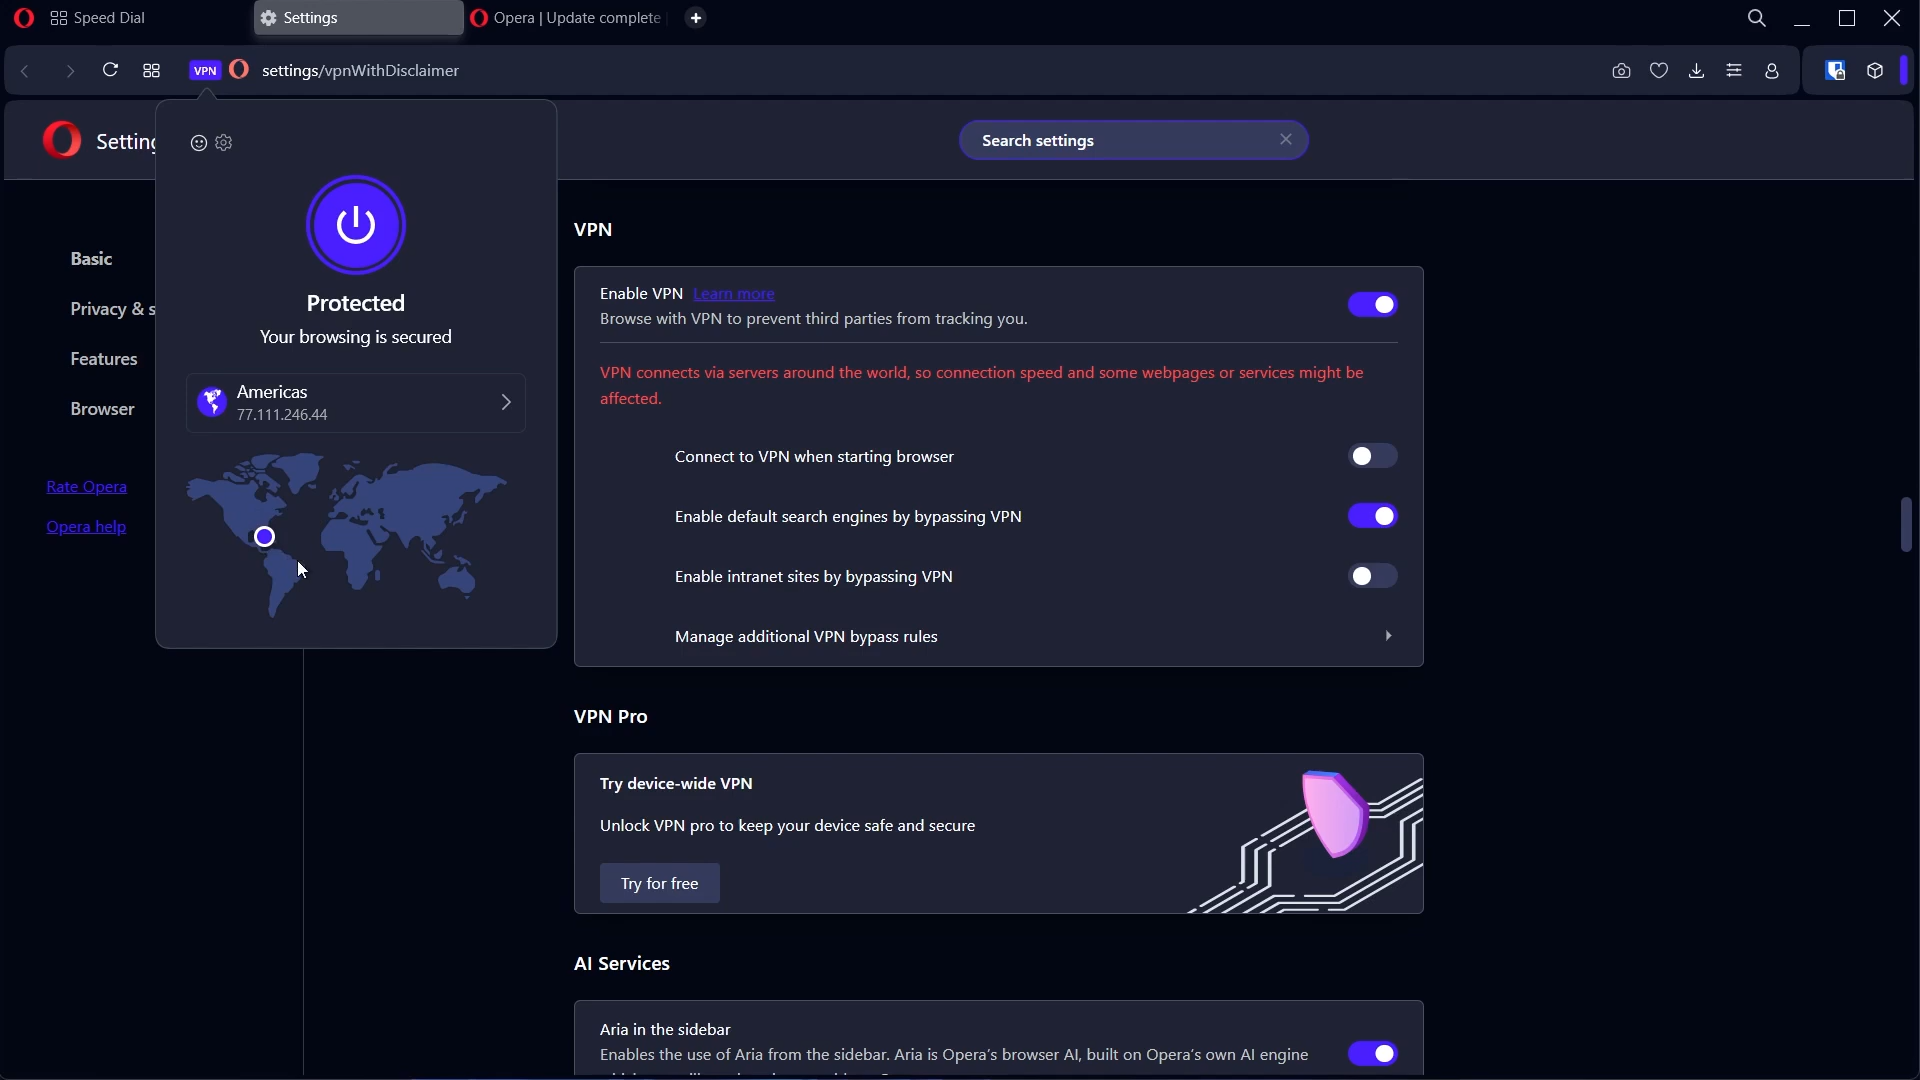 Speed Dial
Settings
Opera | Update complete
VPN
settings/vpnWithDisclaimer
Setting
Search settings
Basic
Privacy & s
Features
Browser
Rate Opera
Opera help
Protected
Your browsing is secured
Americas
77.111.246.44
VPN
Enable VPN Learn more
Browse with VPN to prevent third parties from tracking you.
VPN connects via servers around the world, so connection speed and some webpages or services might be
affected.
Connect to VPN when starting browser
Enable default search engines by bypassing VPN
Enable intranet sites by bypassing VPN
Manage additional VPN bypass rules
VPN Pro
Try device-wide VPN
Unlock VPN pro to keep your device safe and secure
Try for free
AI Services
Aria in the sidebar
Enables the use of Aria from the sidebar. Aria is Opera's browser AI, built on Opera's own AI engine